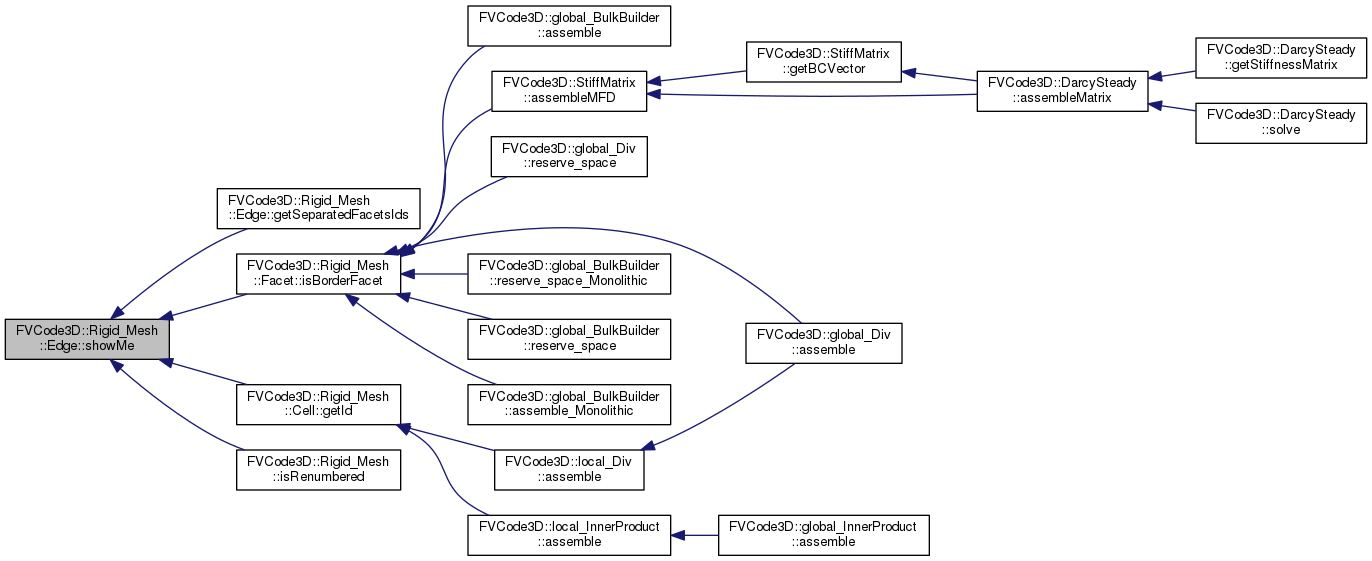 FVCode3D::global_BulkBuilder
::assemble
FVCode3D::StiffMatrix
::assembleMFD
FVCode3D::StiffMatrix
::getBCVector
FVCode3D::DarcySteady
::assembleMatrix
FVCode3D::DarcySteady
::getStiffnessMatrix
FVCode3D::DarcySteady
::solve
FVCode3D::global_Div
::reserve_space
FVCode3D::Rigid_Mesh
::Edge::getSeparatedFacetsIds
FVCode3D::Rigid_Mesh
::Facet::isBorderFacet
FVCode3D::global_BulkBuilder
::reserve_space_Monolithic
FVCode3D::Rigid_Mesh
::Edge::showMe
FVCode3D::global_BulkBuilder
::reserve_space
FVCode3D::global_Div
::assemble
FVCode3D::Rigid_Mesh
::Cell::getId
FVCode3D::global_BulkBuilder
::assemble_Monolithic
FVCode3D::Rigid_Mesh
::isRenumbered
FVCode3D::local_Div
::assemble
FVCode3D::local_InnerProduct
::assemble
FVCode3D::global_InnerProduct
::assemble